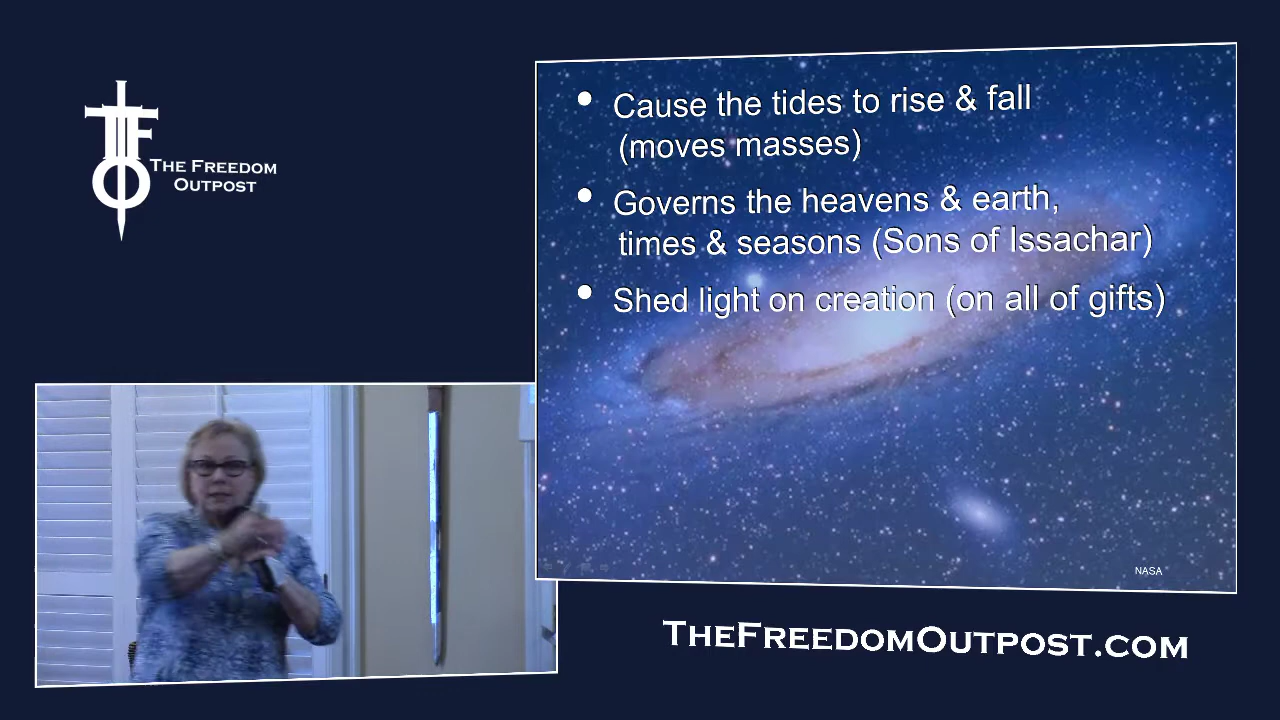 TF
O
THE FREEDOM
OUTPOST
• Cause the tides to rise & fall
(moves masses)
• Governs the heavens & earth,
times & seasons (Sons of Issachar)
• Shed light on creation (on all of gifts)
NASA
THEFREEDOMOUTPOST.COM